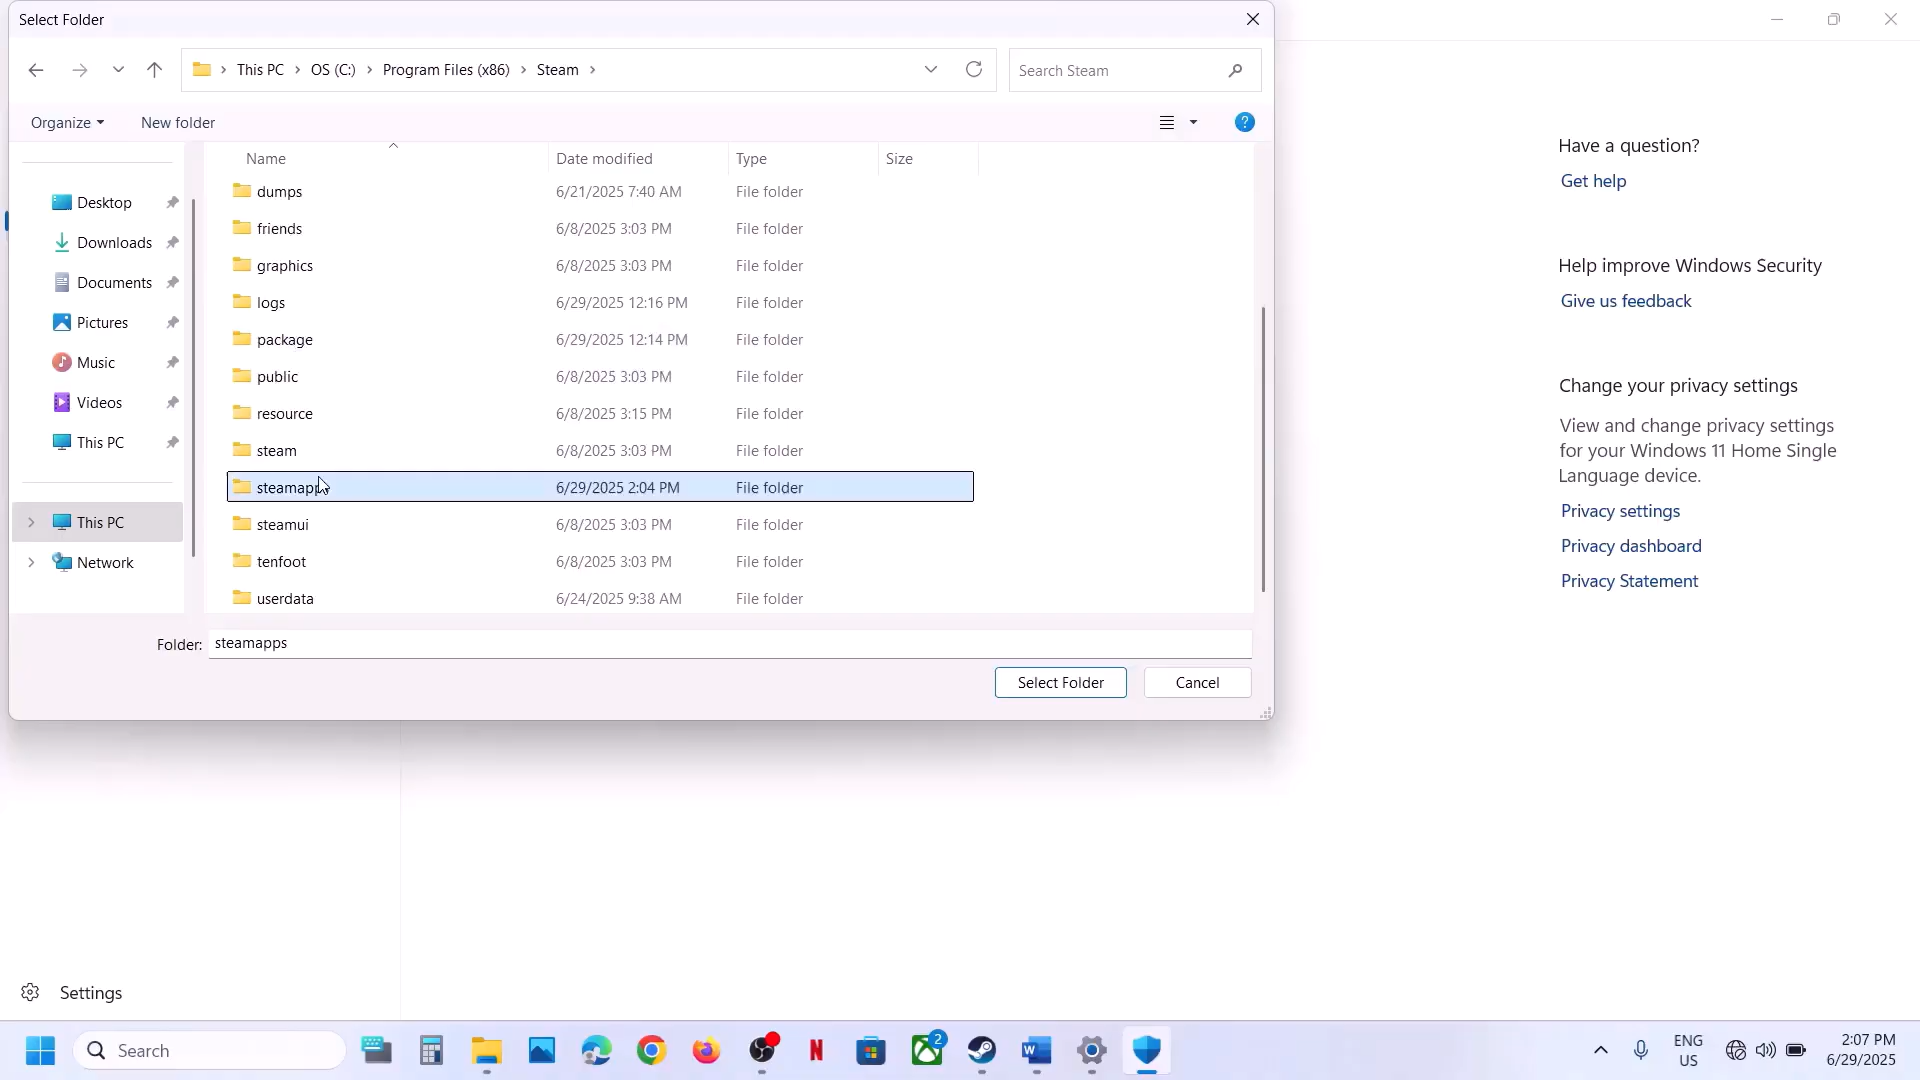 Select Folder
This PC > OS (C:) > Program Files (x86) > Steam >
Search Steam
Organize
New folder
Name
Date modified
Type
Size
dumps 6/21/2025 7:40 AM File folder
friends 6/8/2025 3:03 PM File folder
graphics 6/8/2025 3:03 PM File folder
logs 6/29/2025 12:16 PM File folder
package 6/29/2025 12:14 PM File folder
public 6/8/2025 3:03 PM File folder
resource 6/8/2025 3:15 PM File folder
steam 6/8/2025 3:03 PM File folder
steamapps 6/29/2025 2:04 PM File folder
steamui 6/8/2025 3:03 PM File folder
tenfoot 6/8/2025 3:03 PM File folder
userdata 6/24/2025 9:38 AM File folder
Desktop
Downloads
Documents
Pictures
Music
Videos
This PC
This PC
Network
Folder: steamapps
Select Folder
Cancel
Have a question?
Get help
Help improve Windows Security
Give us feedback
Change your privacy settings
View and change privacy settings
for your Windows 11 Home Single
Language device.
Privacy settings
Privacy dashboard
Privacy Statement
Settings
Search
2
ENG
US
2:07 PM
6/29/2025